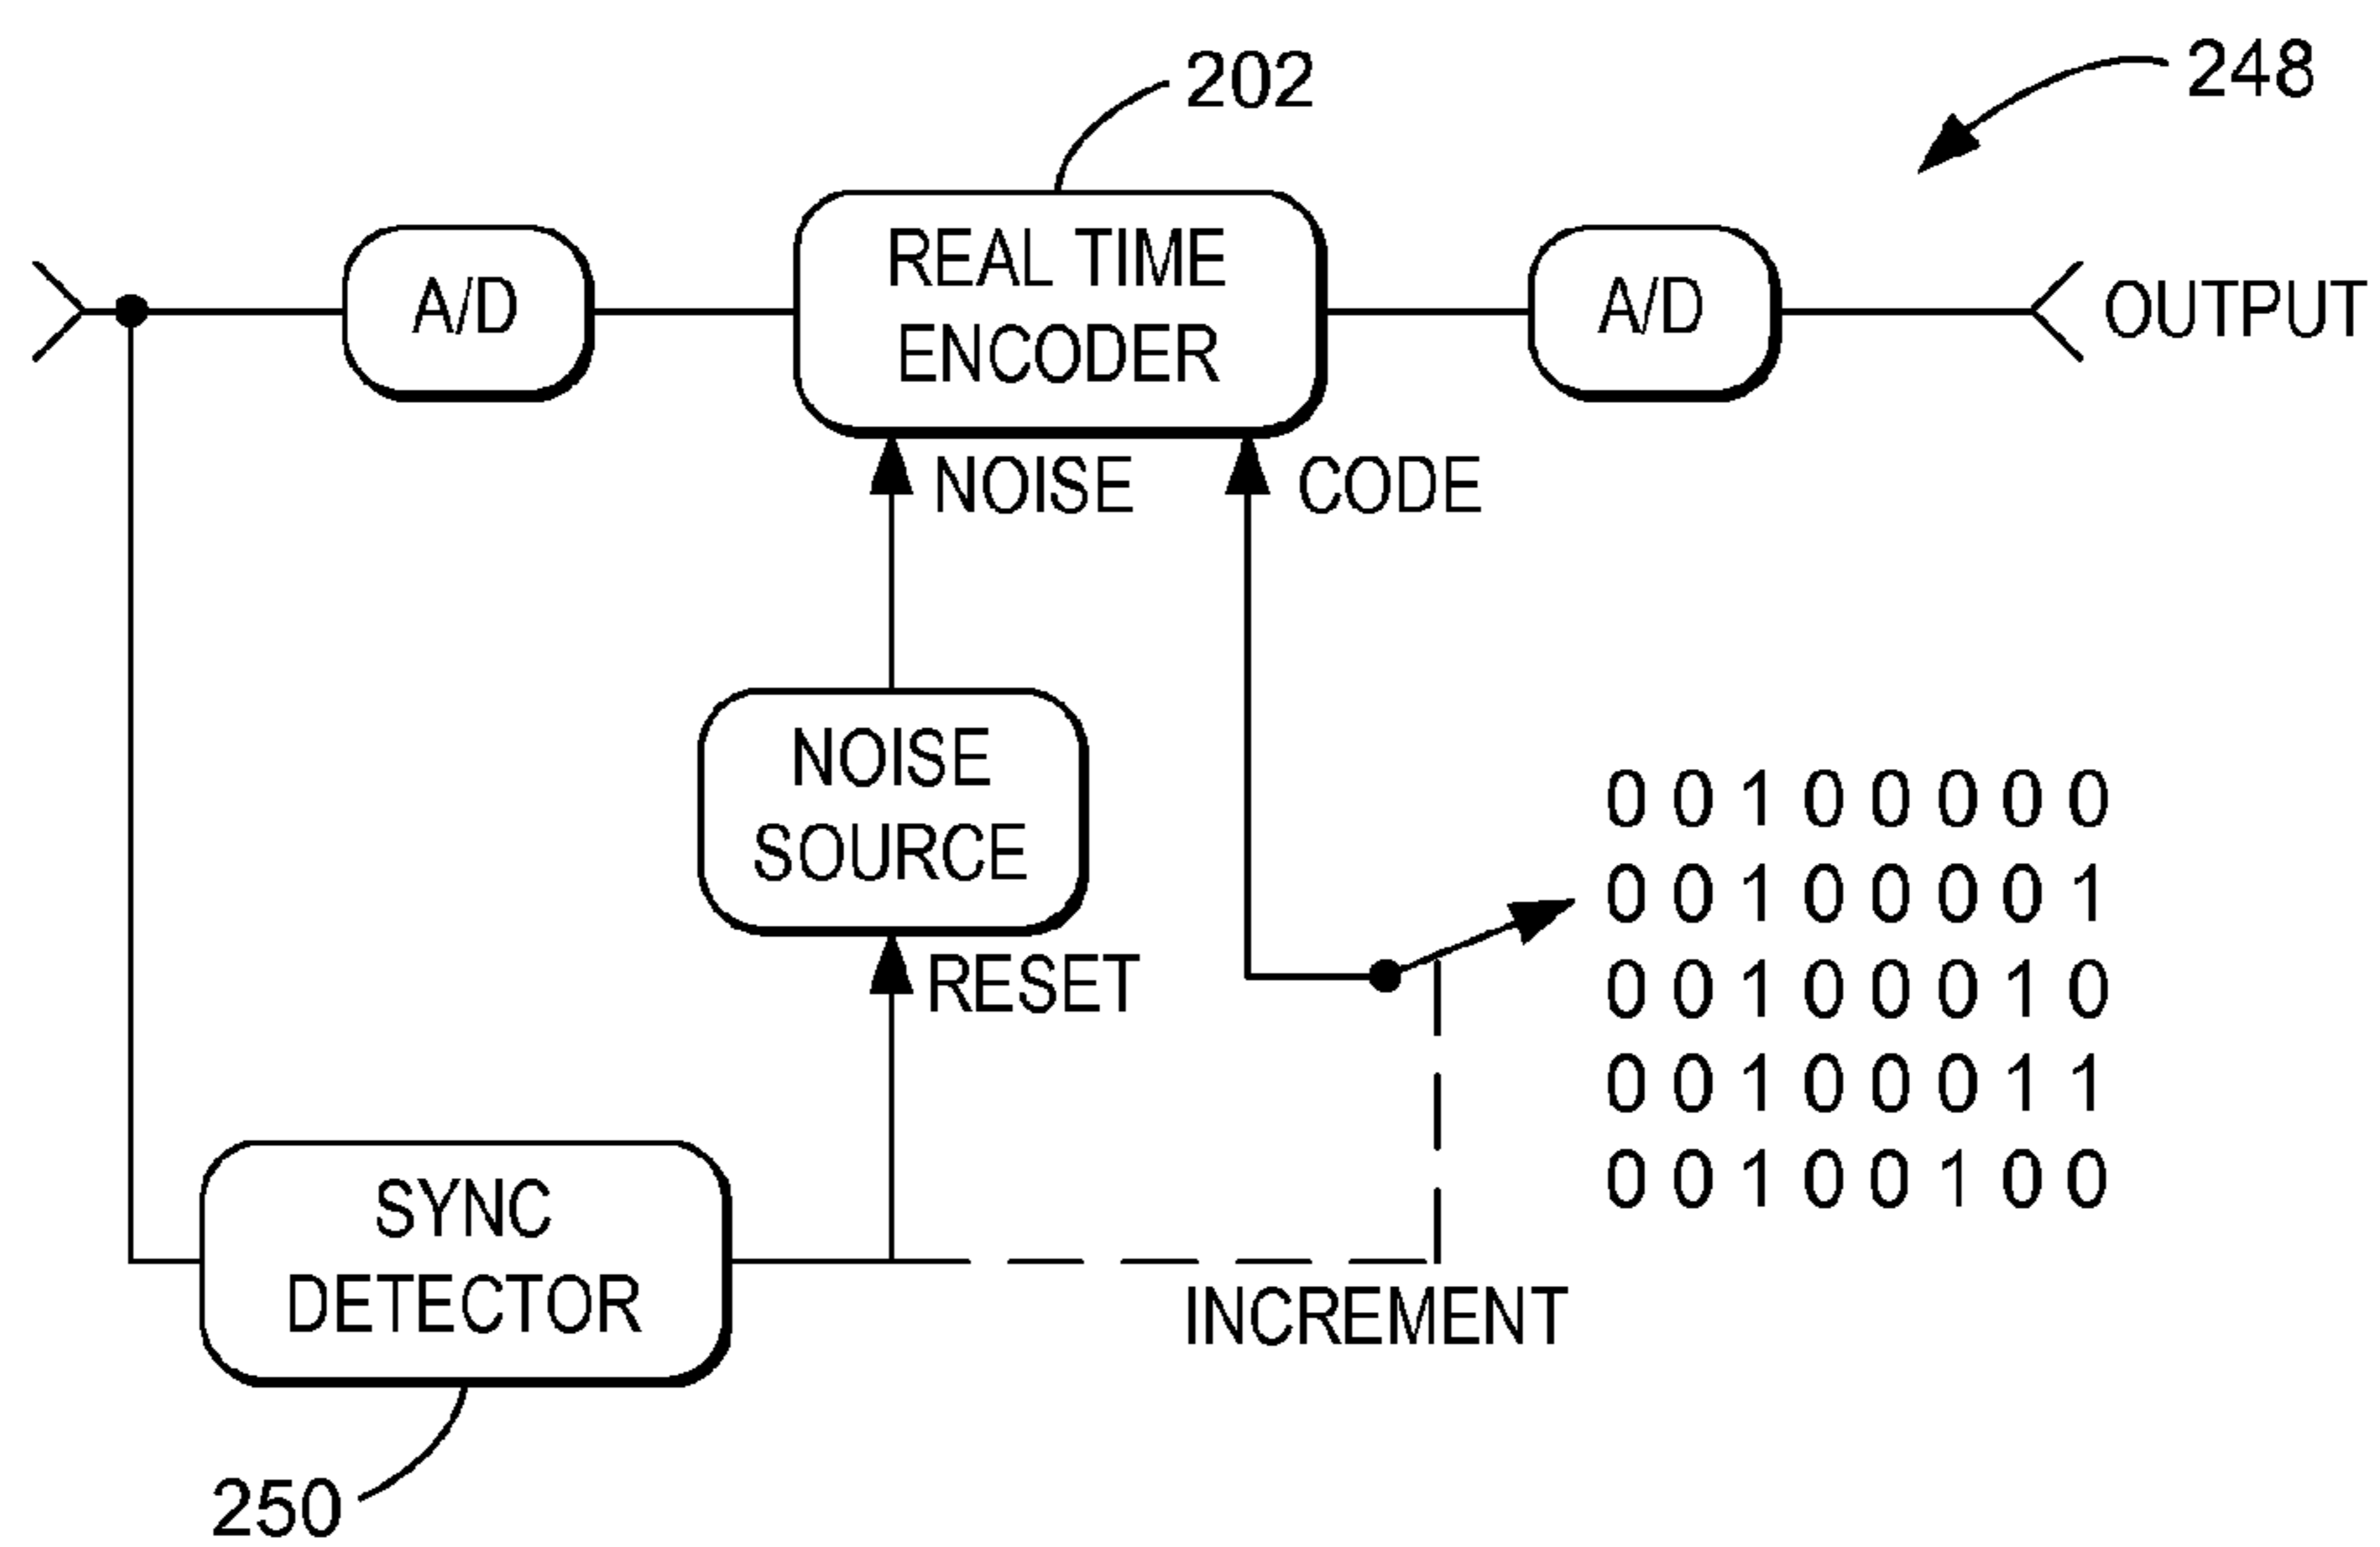 202
248
A/D
REAL TIME
ENCODER
A/D
OUTPUT
NOISE
CODE
NOISE
SOURCE
RESET
0 0 1 0 0 0 0 0
0 0 1 0 0 0 0 1
0 0 1 0 0 0 1 0
0 0 1 0 0 0 1 1
0 0 1 0 0 1 0 0
SYNC
DETECTOR
INCREMENT
250